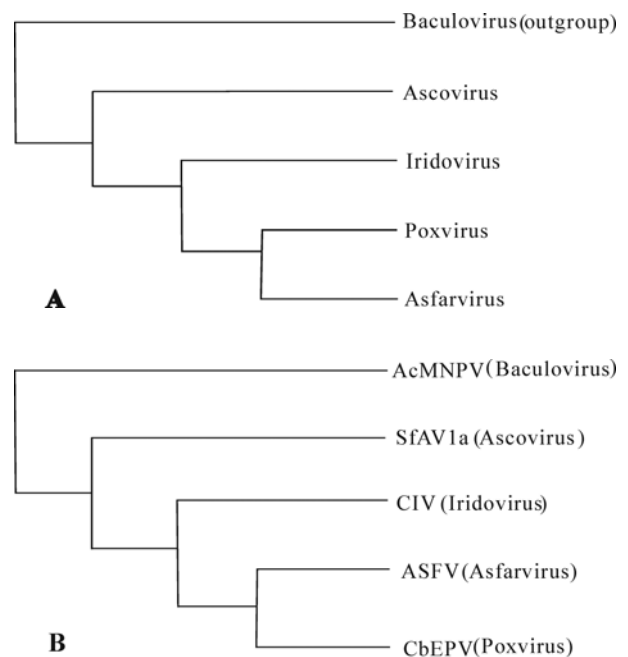 Baculovirus(outgroup)
Ascovirus
Iridovirus
Poxvirus
Asfarvirus
A
AcMNPV(Baculovirus)
SfAV1a(Ascovirus)
CIV(Iridovirus)
ASFV(Asfarvirus)
CbEPV(Poxvirus)
B